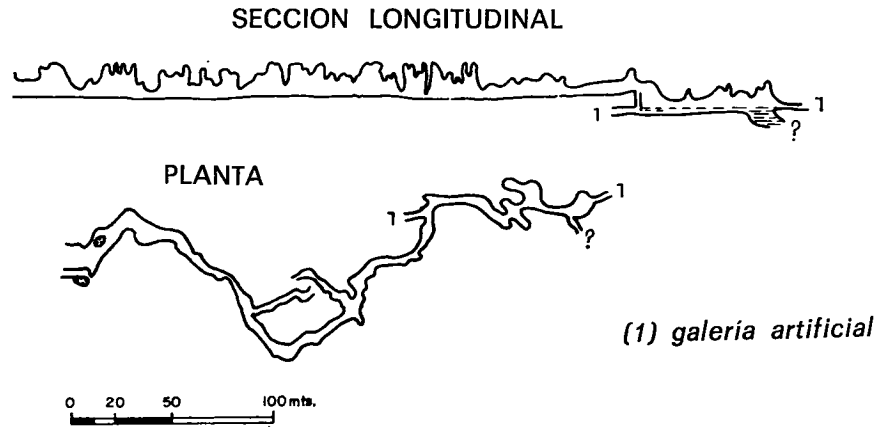 SECCION LONGITUDINAL
1
1
?
PLANTA
1
1
?
(1) galería artificial
0 20 50 100 mts.